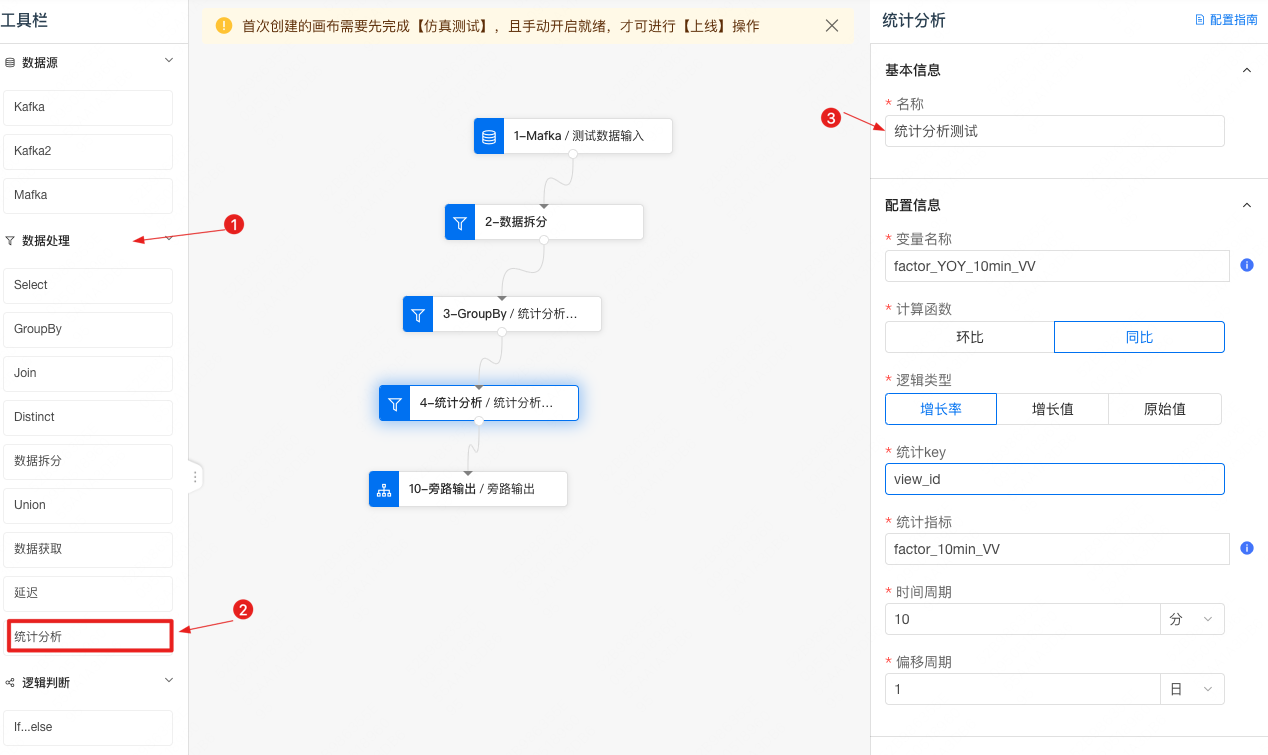 工具栏
数据源
Kafka
Kafka2
Mafka
数据处理
Select
GroupBy
Join
Distinct
数据拆分
Union
数据获取
延迟
统计分析
逻辑判断
If...else
1
2
首次创建的画布需要先完成【仿真测试】，且手动开启就绪，才可进行【上线】操作
1-Mafka / 测试数据输入
2-数据拆分
3-GroupBy / 统计分析...
4-统计分析 / 统计分析...
10-旁路输出 / 旁路输出
3
统计分析
配置指南
基本信息
* 名称
统计分析测试
配置信息
* 变量名称
factor_YOY_10min_VV
* 计算函数
环比 同比
* 逻辑类型
增长率 增长值 原始值
* 统计key
view_id
* 统计指标
factor_10min_VV
* 时间周期
10 分
* 偏移周期
1 日